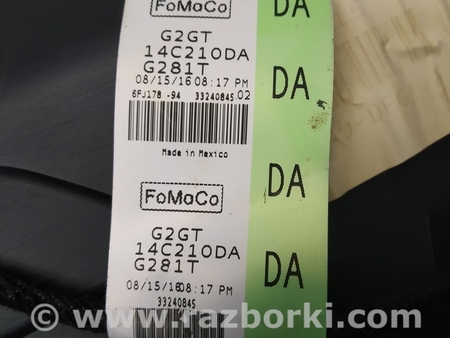 FoMoCo DA
G2GT
14C210DA
G281T DA
08/15/16 08:17 PM
6FJ178 -94 33240845 02
Made in Mexico
DA
FoMoCo
G2GT
14C210DA
G281T DA
08/15/16 08:17 PM
33240845
© www.razborki.com